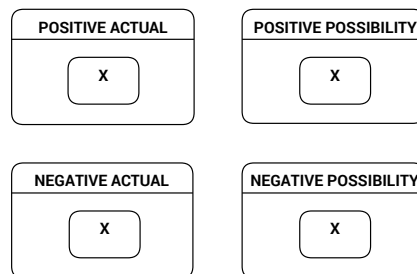 POSITIVE ACTUAL
X
POSITIVE POSSIBILITY
X
NEGATIVE ACTUAL
X
NEGATIVE POSSIBILITY
X